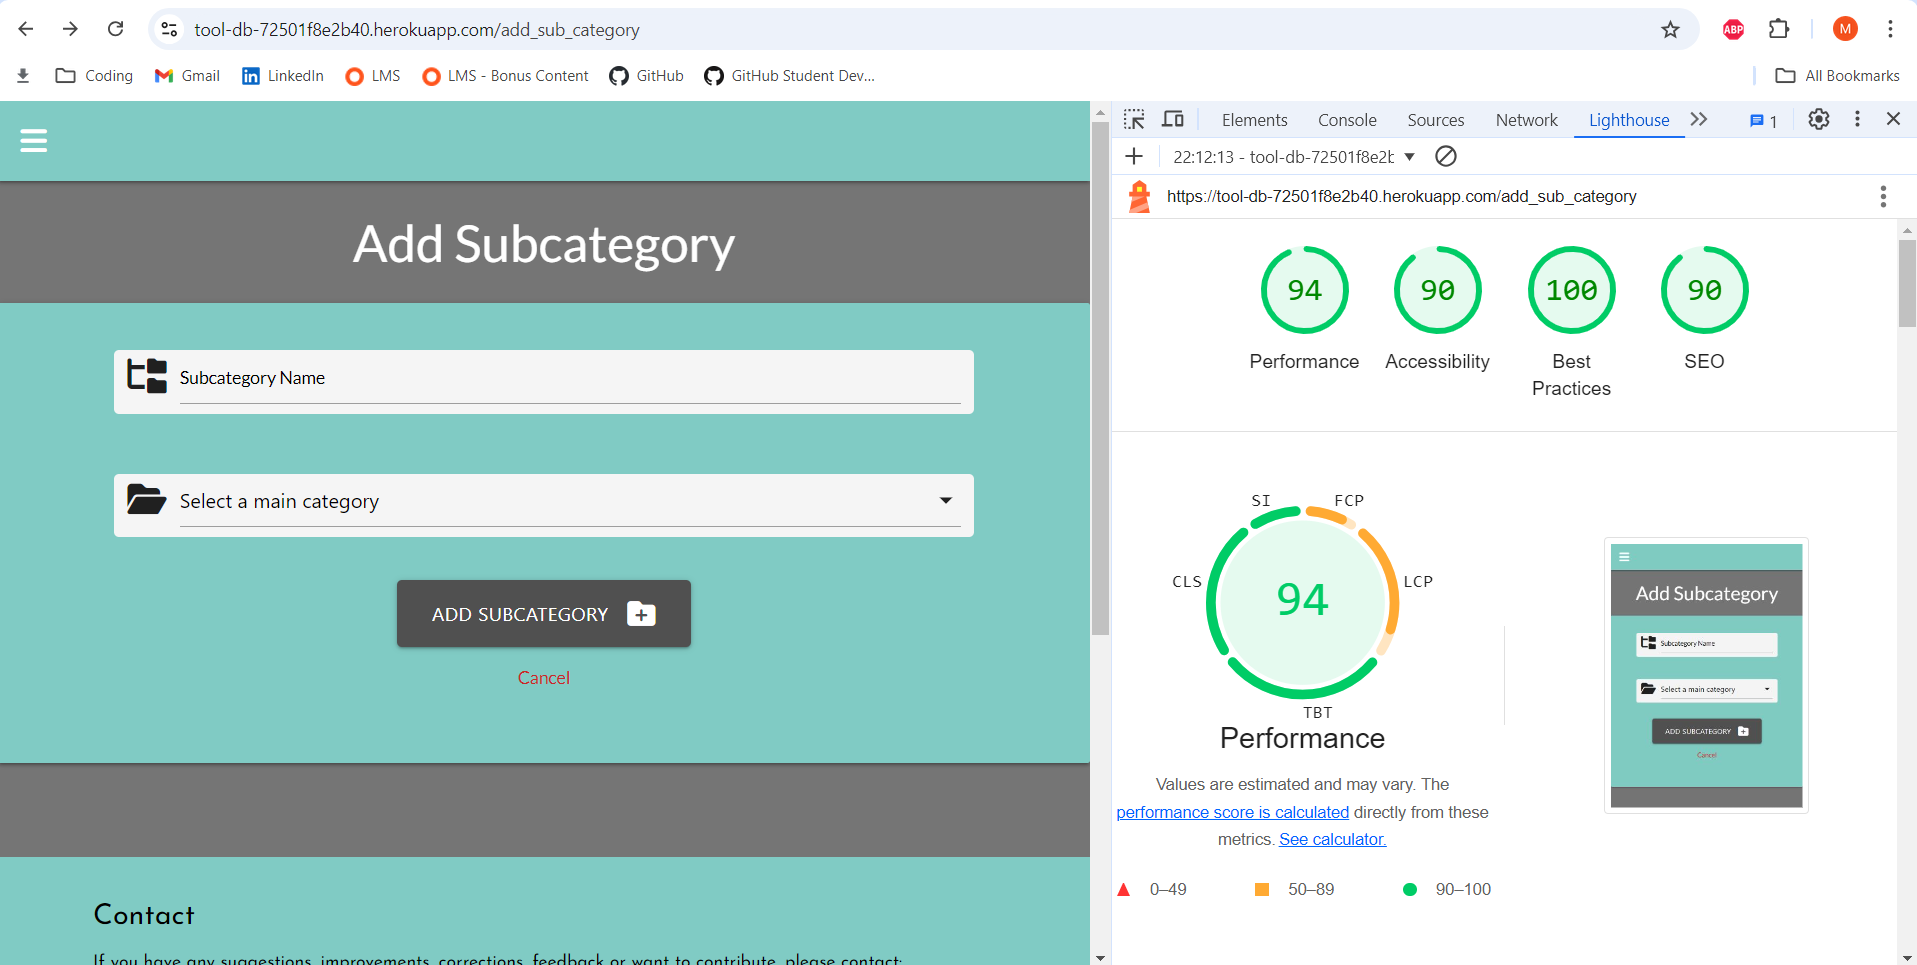 tool-db-72501f8e2b40.herokuapp.com/add_sub_category
ABP
M
Coding
Gmail
LinkedIn
LMS
LMS - Bonus Content
GitHub
GitHub Student Dev...
All Bookmarks
Add Subcategory
Subcategory Name
Select a main category
ADD SUBCATEGORY
Cancel
Contact
If you have any suggestions, improvements, corrections, feedback or want to contribute, please contact:
Elements
Console
Sources
Network
Lighthouse
1
22:12:13 - tool-db-72501f8e2b
https://tool-db-72501f8e2b40.herokuapp.com/add_sub_category
94
90
100
90
Performance
Accessibility
Best
Practices
SEO
SI
FCP
CLS
LCP
94
TBT
Performance
Values are estimated and may vary. The
performance score is calculated directly from these
metrics. See calculator.
0–49
50–89
90–100
Add Subcategory
Subcategory Name
Select a main category
ADD SUBCATEGORY
Cancel